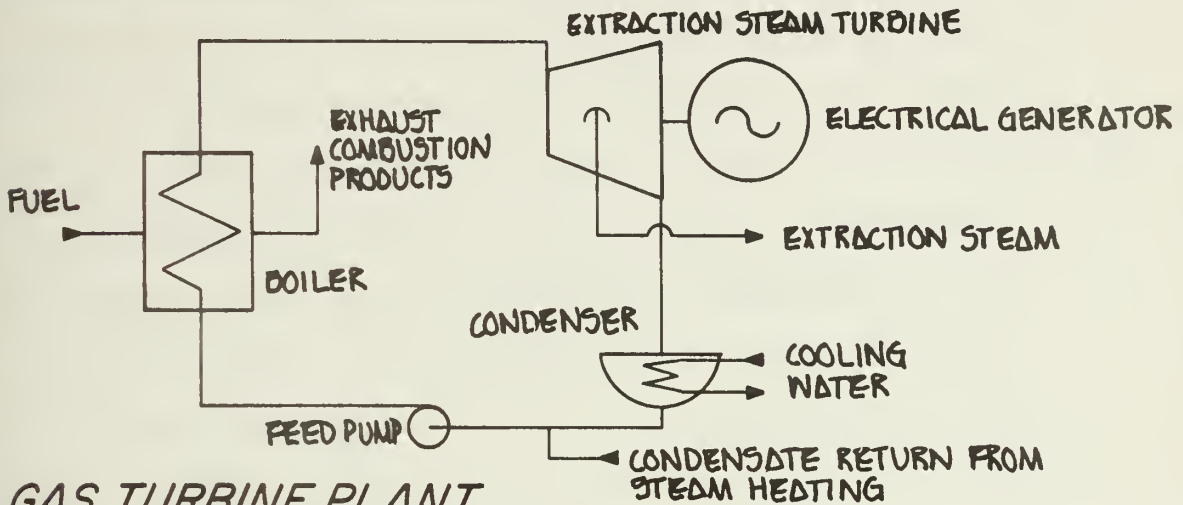 EXTRACTION STEAM TURBINE
EXHAUST
COMBUSTION
PRODUCTS
ELECTRICAL GENERATOR
FUEL
EXTRACTION STEAM
BOILER
CONDENSER
COOLING
WATER
FEED PUMP
CONDENSATE RETURN FROM
STEAM HEATING
GAS TURBINE PLANT